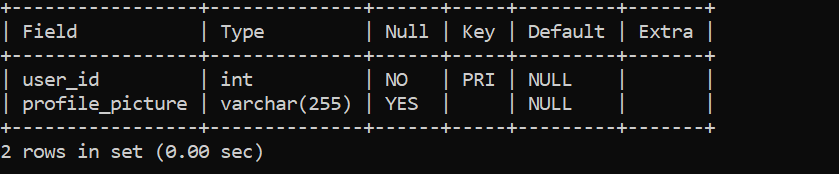 +-----------------+--------------+------+-----+---------+-------+
| Field           | Type         | Null | Key | Default | Extra |
+-----------------+--------------+------+-----+---------+-------+
| user_id         | int          | NO   | PRI | NULL    |       |
| profile_picture | varchar(255) | YES  |     | NULL    |       |
+-----------------+--------------+------+-----+---------+-------+
2 rows in set (0.00 sec)